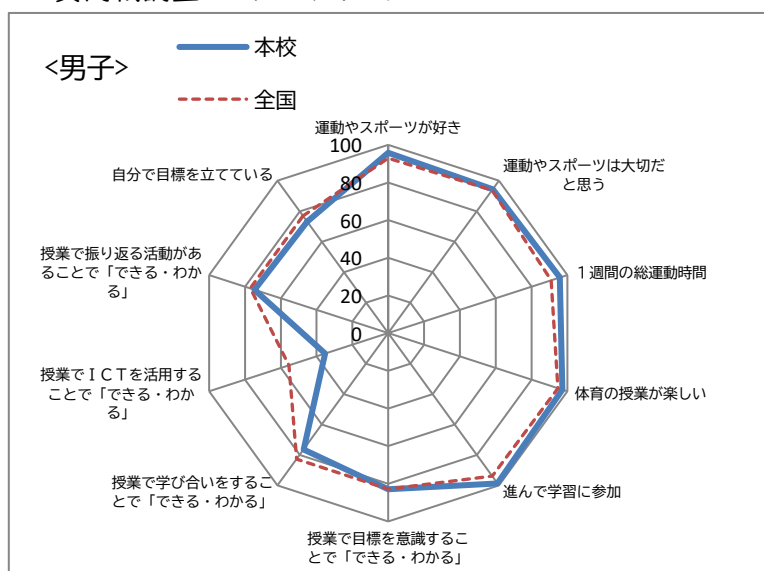 <男子>
本校
全国
運動やスポーツが好き
運動やスポーツは大切だ
と思う
１週間の総運動時間
体育の授業が楽しい
進んで学習に参加
授業で目標を意識するこ
とで「できる・わかる」
授業で学び合いをするこ
とで「できる・わかる」
授業でＩＣＴを活用する
ことで「できる・わか
る」
授業で振り返る活動があ
ることで「できる・わか
る」
自分で目標を立てている
100
80
60
40
20
0